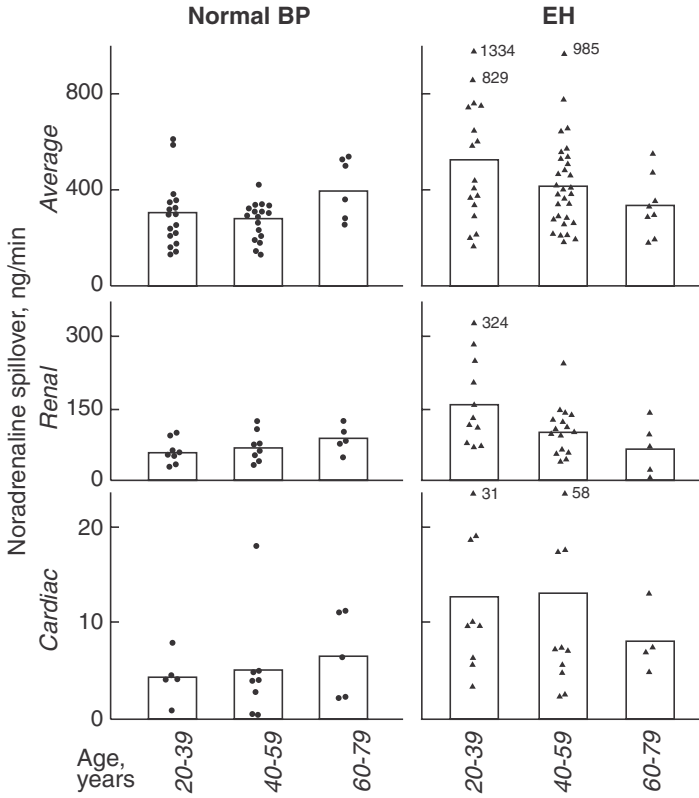 Normal BP
EH
Noradrenaline spillover, ng/min
Average
800
400
0
1334
829
985
Renal
300
150
0
324
Cardiac
20
10
0
31
58
Age,
years
20-39
40-59
60-79
20-39
40-59
60-79